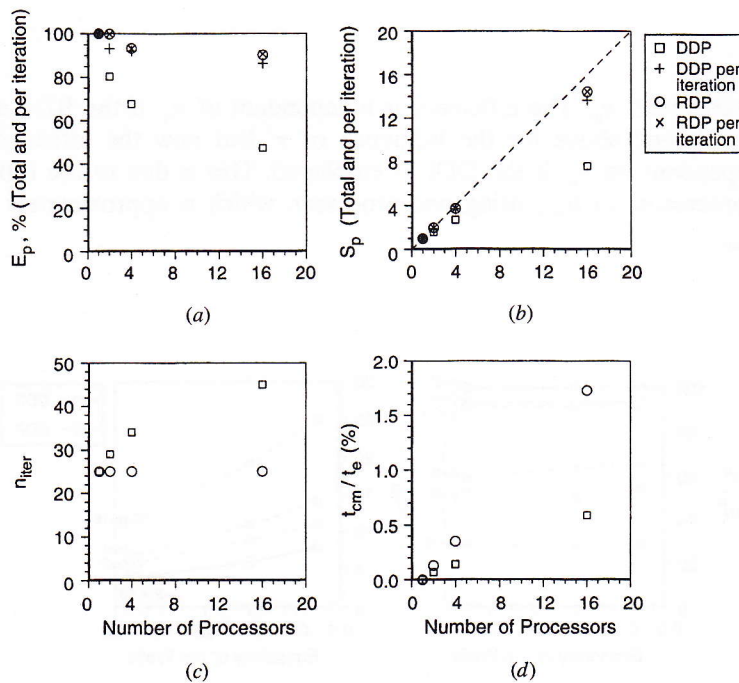 E_p, % (Total and per iteration)
100
80
60
40
20
0
0 4 8 12 16 20
(a)
S_p (Total and per iteration)
20
16
12
8
4
0
0 4 8 12 16 20
(b)
□ DDP
+ DDP per iteration
○ RDP
× RDP per iteration
n_iter
50
40
30
20
10
0
0 4 8 12 16 20
Number of Processors
(c)
t_cm / t_e (%)
2.0
1.5
1.0
0.5
0.0
0 4 8 12 16 20
Number of Processors
(d)